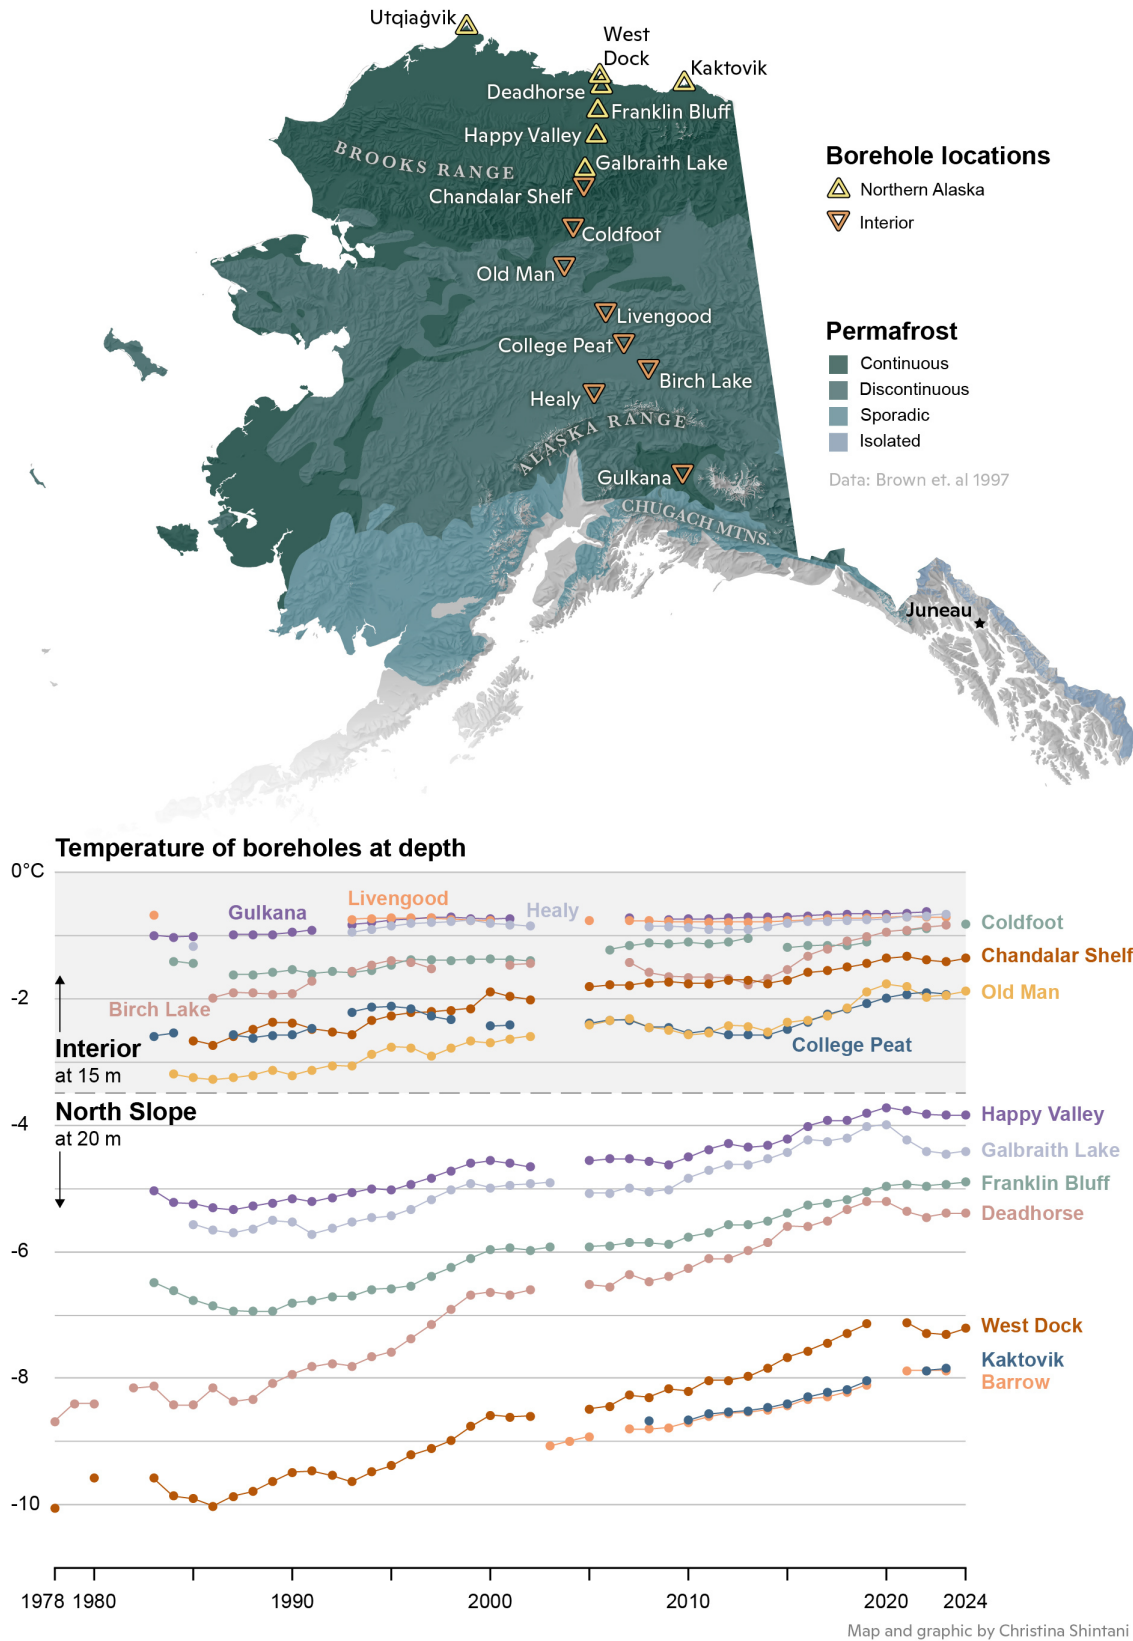 Utqiaġvik
West
Dock
Kaktovik
Deadhorse
Franklin Bluff
Happy Valley
BROOKS RANGE
Galbraith Lake
Chandalar Shelf
Coldfoot
Old Man
Livengood
College Peat
Birch Lake
Healy
ALASKA RANGE
Gulkana
CHUGACH MTNS.
Juneau
Borehole locations
Northern Alaska
Interior
Permafrost
Continuous
Discontinuous
Sporadic
Isolated
Data: Brown et. al 1997
Temperature of boreholes at depth
0°C
Livengood
Gulkana
Healy
Coldfoot
Chandalar Shelf
-2
Old Man
Birch Lake
College Peat
Interior
at 15 m
North Slope
at 20 m
-4
Happy Valley
Galbraith Lake
Franklin Bluff
Deadhorse
-6
West Dock
Kaktovik
-8
Barrow
-10
1978 1980 1990 2000 2010 2020 2024
Map and graphic by Christina Shintani